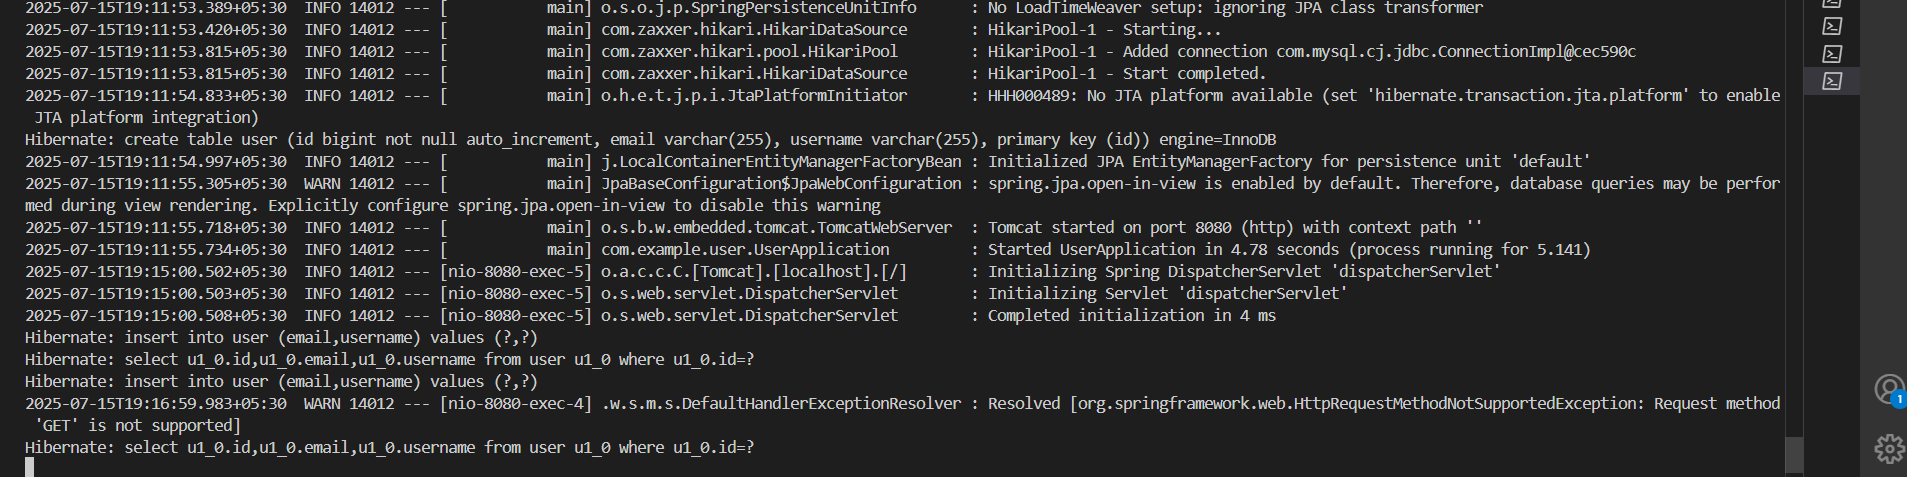 2025-07-15T19:11:53.389+05:30  INFO 14012 --- [           main] o.s.o.j.p.SpringPersistenceUnitInfo      : No LoadTimeWeaver setup: ignoring JPA class transformer
2025-07-15T19:11:53.420+05:30  INFO 14012 --- [           main] com.zaxxer.hikari.HikariDataSource       : HikariPool-1 - Starting...
2025-07-15T19:11:53.815+05:30  INFO 14012 --- [           main] com.zaxxer.hikari.pool.HikariPool        : HikariPool-1 - Added connection com.mysql.cj.jdbc.ConnectionImpl@cec590c
2025-07-15T19:11:53.815+05:30  INFO 14012 --- [           main] com.zaxxer.hikari.HikariDataSource       : HikariPool-1 - Start completed.
2025-07-15T19:11:54.833+05:30  INFO 14012 --- [           main] o.h.e.t.j.p.i.JtaPlatformInitiator       : HHH000489: No JTA platform available (set 'hibernate.transaction.jta.platform' to enable
 JTA platform integration)
Hibernate: create table user (id bigint not null auto_increment, email varchar(255), username varchar(255), primary key (id)) engine=InnoDB
2025-07-15T19:11:54.997+05:30  INFO 14012 --- [           main] j.LocalContainerEntityManagerFactoryBean : Initialized JPA EntityManagerFactory for persistence unit 'default'
2025-07-15T19:11:55.305+05:30  WARN 14012 --- [           main] JpaBaseConfiguration$JpaWebConfiguration : spring.jpa.open-in-view is enabled by default. Therefore, database queries may be perfor
med during view rendering. Explicitly configure spring.jpa.open-in-view to disable this warning
2025-07-15T19:11:55.718+05:30  INFO 14012 --- [           main] o.s.b.w.embedded.tomcat.TomcatWebServer  : Tomcat started on port 8080 (http) with context path ''
2025-07-15T19:11:55.734+05:30  INFO 14012 --- [           main] com.example.user.UserApplication         : Started UserApplication in 4.78 seconds (process running for 5.141)
2025-07-15T19:15:00.502+05:30  INFO 14012 --- [nio-8080-exec-5] o.a.c.c.C.[Tomcat].[localhost].[/]       : Initializing Spring DispatcherServlet 'dispatcherServlet'
2025-07-15T19:15:00.503+05:30  INFO 14012 --- [nio-8080-exec-5] o.s.web.servlet.DispatcherServlet        : Initializing Servlet 'dispatcherServlet'
2025-07-15T19:15:00.508+05:30  INFO 14012 --- [nio-8080-exec-5] o.s.web.servlet.DispatcherServlet        : Completed initialization in 4 ms
Hibernate: insert into user (email,username) values (?,?)
Hibernate: select u1_0.id,u1_0.email,u1_0.username from user u1_0 where u1_0.id=?
Hibernate: insert into user (email,username) values (?,?)
2025-07-15T19:16:59.983+05:30  WARN 14012 --- [nio-8080-exec-4] .w.s.m.s.DefaultHandlerExceptionResolver : Resolved [org.springframework.web.HttpRequestMethodNotSupportedException: Request method
 'GET' is not supported]
Hibernate: select u1_0.id,u1_0.email,u1_0.username from user u1_0 where u1_0.id=?
1